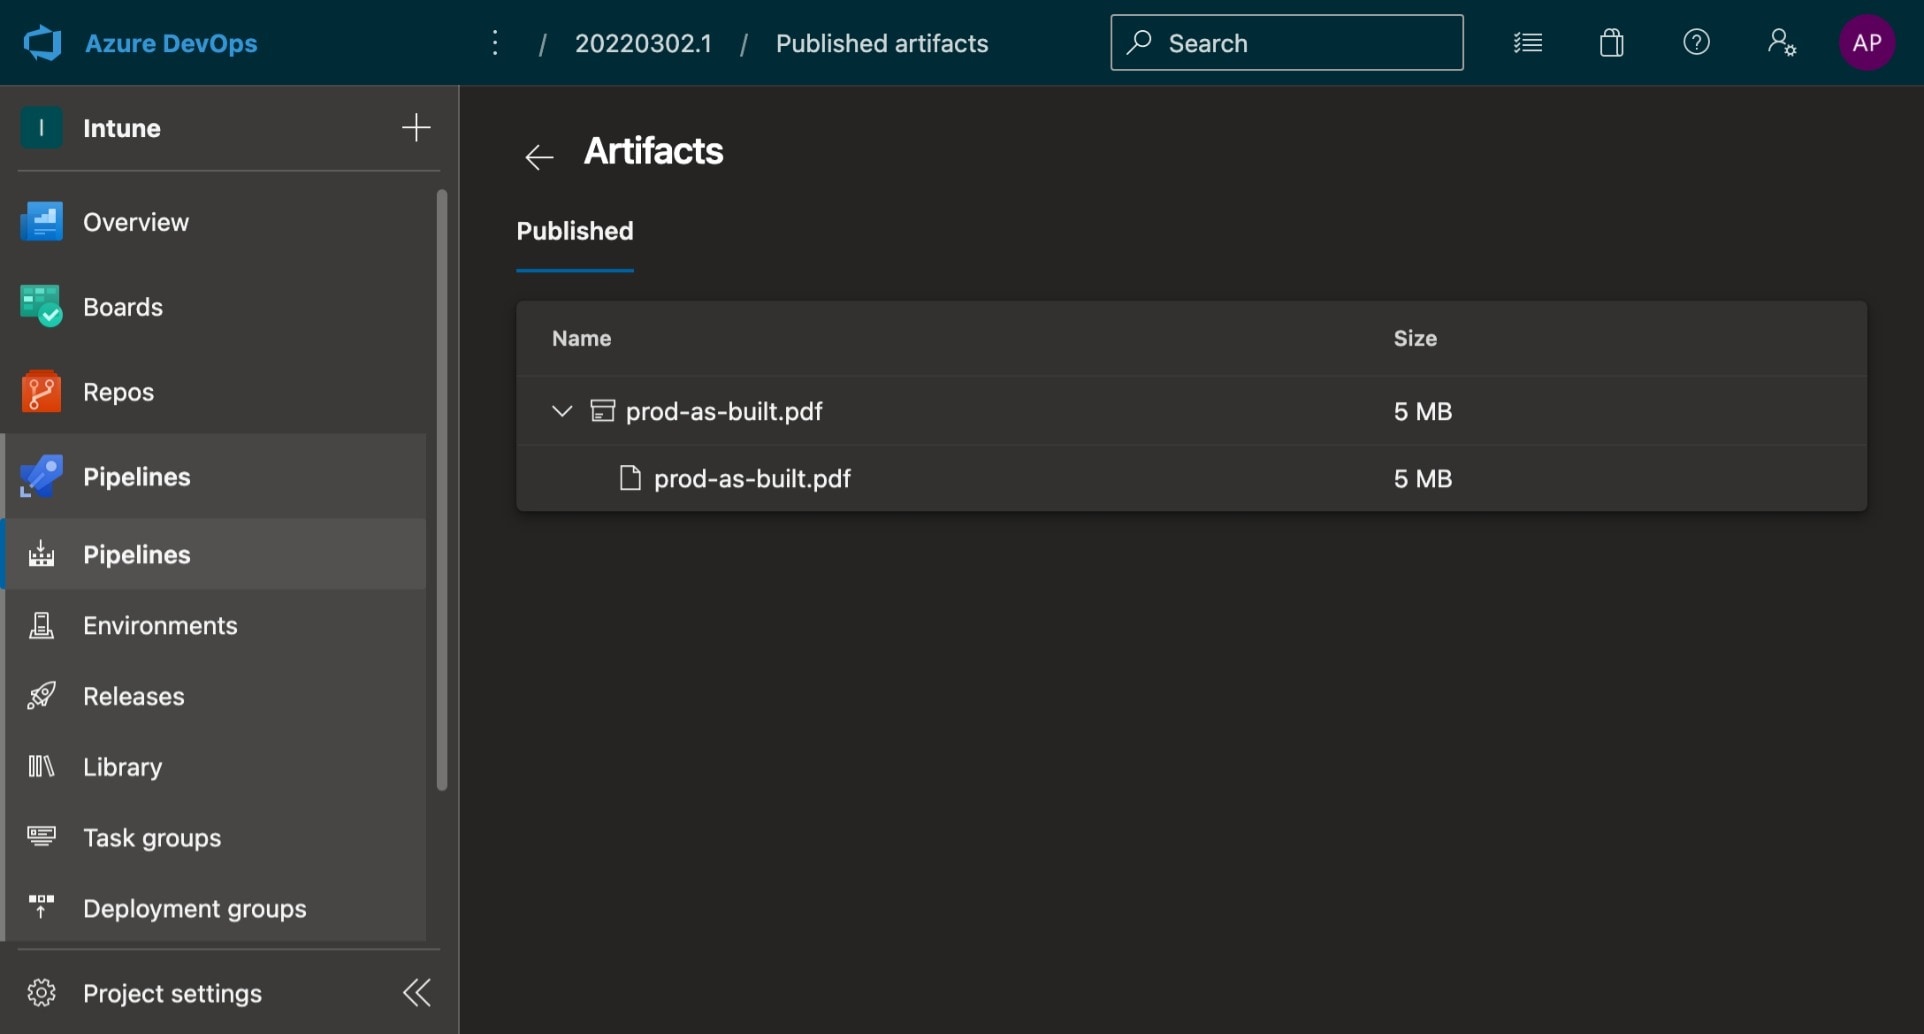 Azure DevOps
/ 20220302.1 / Published artifacts
Search
AP
I
Intune
Overview
Boards
Repos
Pipelines
Pipelines
Environments
Releases
Library
Task groups
Deployment groups
Project settings
Artifacts
Published
Name Size
prod-as-built.pdf 5 MB
prod-as-built.pdf 5 MB